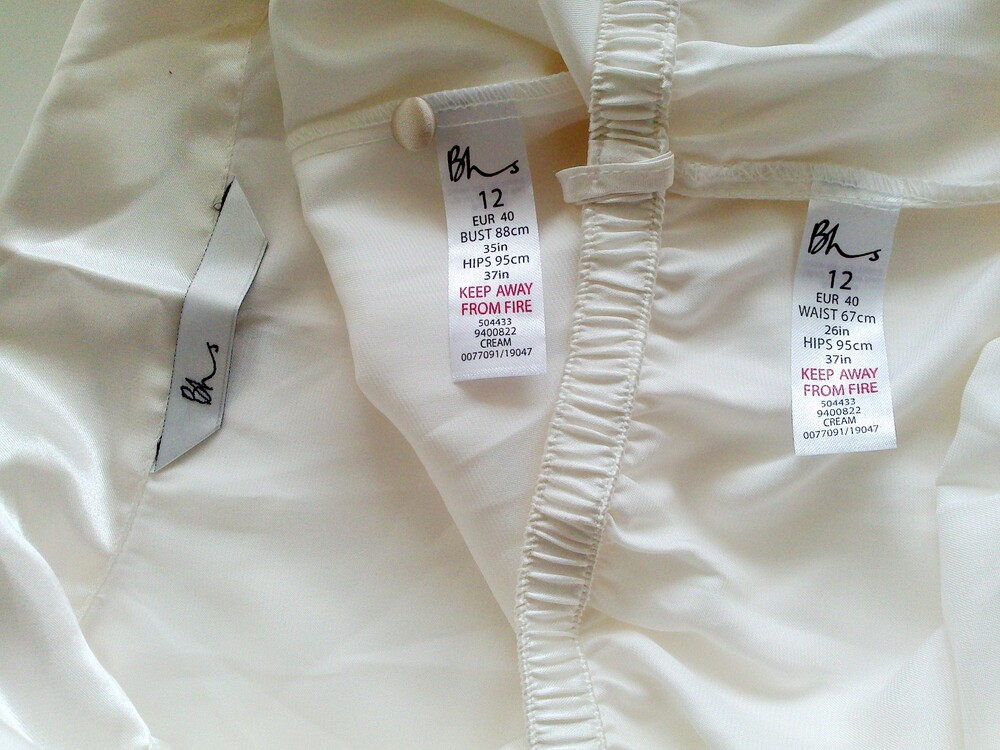 Bhs
Bhs
12
EUR 40
BUST 88cm
35in
HIPS 95cm
37in
KEEP AWAY
FROM FIRE
504433
9400822
CREAM
0077091/19047
Bhs
12
EUR 40
WAIST 67cm
26in
HIPS 95cm
37in
KEEP AWAY
FROM FIRE
504433
9400822
CREAM
0077091/19047